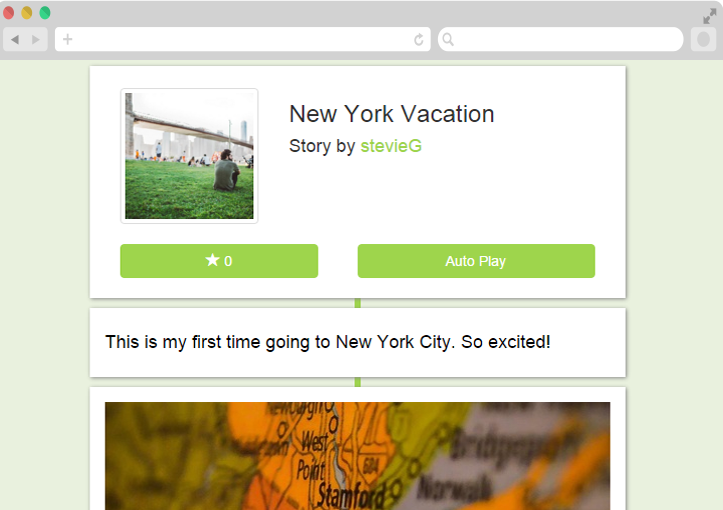 New York Vacation
Story by stevieG
★ 0
Auto Play
This is my first time going to New York City. So excited!
Newburgh
West
Point
684
Stamford
Bridgeport
Norwalk